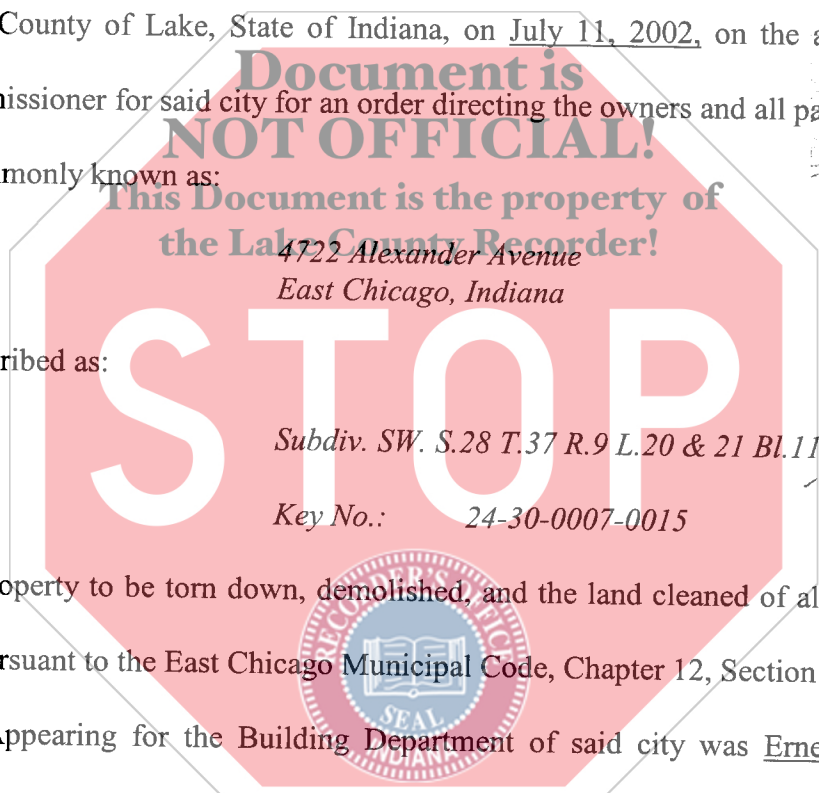 County of Lake, State of Indiana, on July 11, 2002, on the a
Document is
issioner for said city for an order directing the owners and all pa
NOT OFFICIAL!
monly known as:
This Document is the property of
the Lake County Recorder!
4722 Alexander Avenue
East Chicago, Indiana
STOP
ribed as:
Subdiv. SW. S.28 T.37 R.9 L.20 & 21 Bl.11
Key No.: 24-30-0007-0015
operty to be torn down, demolished, and the land cleaned of al
RECORDER'S OFFICE
rsuant to the East Chicago Municipal Code, Chapter 12, Section
SEAL
ppearing for the Building Department of said city was Erne
INDIANA